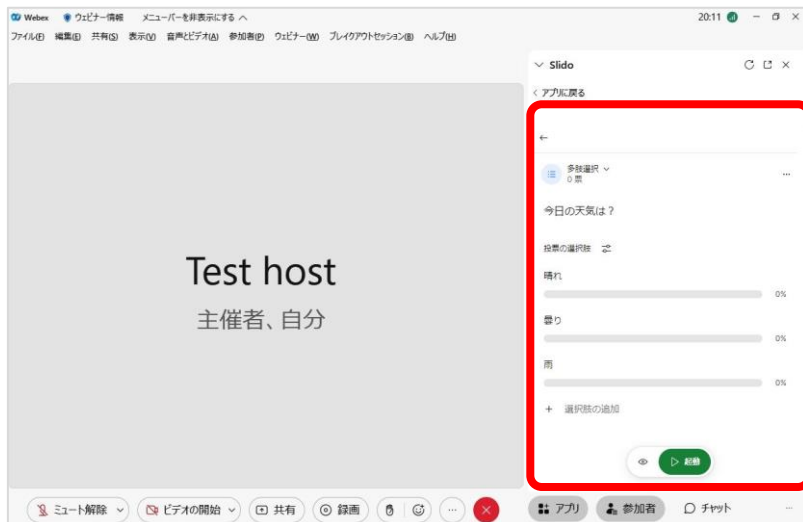 Webex ウェビナー情報 メニューバーを非表示にする 20:11
ファイル(F) 編集(E) 共有(S) 表示(V) 音声とビデオ(A) 参加者(P) ウェビナー(W) ブレイクアウトセッション(B) ヘルプ(H)
Slido
アプリに戻る
多肢選択
0 票
今日の天気は？
投票の選択肢
晴れ
0%
曇り
0%
雨
0%
+ 選択肢の追加
起動
Test host
主催者、自分
ミュート解除 ビデオの開始 共有 録画 アプリ 参加者 チャット